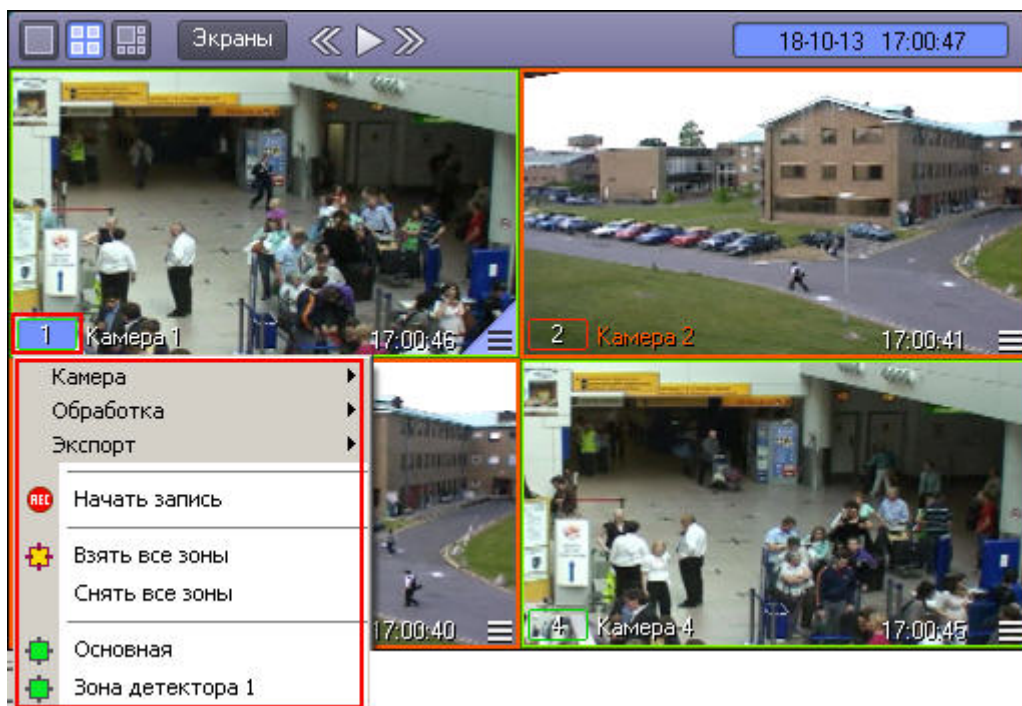 Экраны
18-10-13 17:00:47
1 Камера 1 17:00:46
2 Камера 2 17:00:41
Камера
Обработка
Экспорт
REC Начать запись
Взять все зоны
Снять все зоны
Основная
Зона детектора 1
17:00:40
4 Камера 4 17:00:45